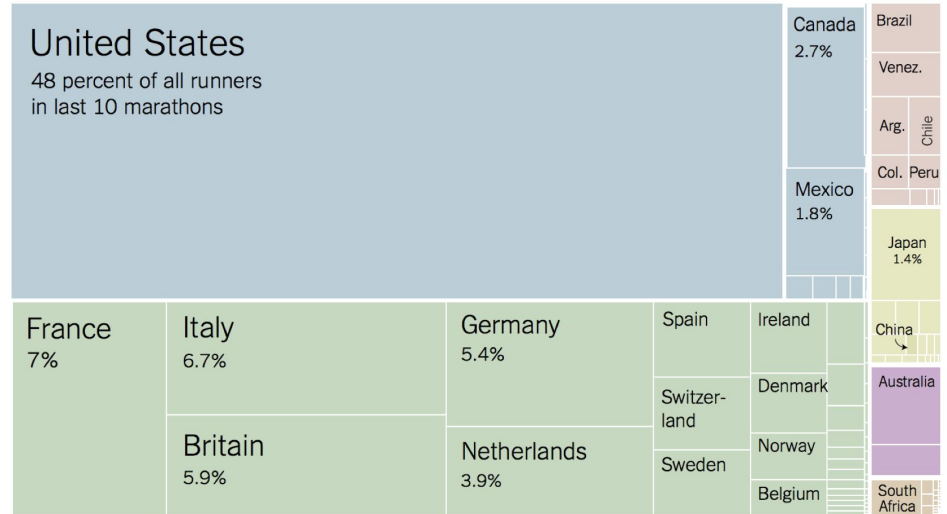 United States
48 percent of all runners
in last 10 marathons
Canada
2.7%
Mexico
1.8%
Brazil
Venez.
Arg.
Chile
Col.
Peru
Japan
1.4%
China
Australia
South
Africa
France
7%
Italy
6.7%
Britain
5.9%
Germany
5.4%
Netherlands
3.9%
Spain
Switzer-
land
Sweden
Ireland
Denmark
Norway
Belgium